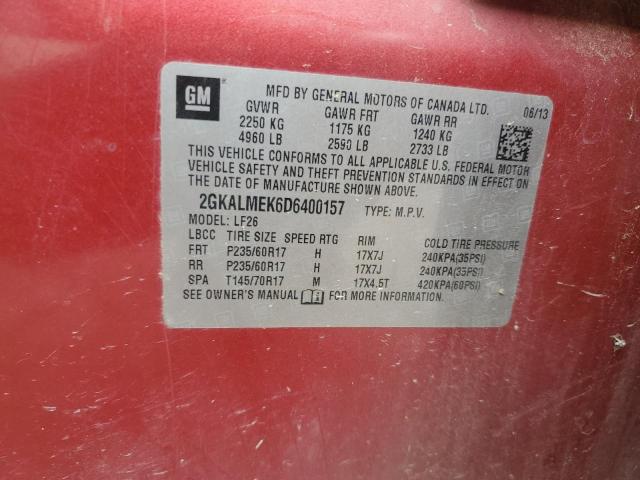 GM
MFD BY GENERAL MOTORS OF CANADA LTD. 06/13
GVWR GAWR FRT GAWR RR
2250 KG 1175 KG 1240 KG
4960 LB 2590 LB 2733 LB
THIS VEHICLE CONFORMS TO ALL APPLICABLE U.S. FEDERAL MOTOR
VEHICLE SAFETY AND THEFT PREVENTION STANDARDS IN EFFECT ON
THE DATE OF MANUFACTURE SHOWN ABOVE.
2GKALMEK6D6400157 TYPE: M.P.V.
MODEL: LF26
LBCC TIRE SIZE SPEED RTG RIM COLD TIRE PRESSURE
FRT P235/60R17 H 17X7J 240KPA(35PSI)
RR P235/60R17 H 17X7J 240KPA(35PSI)
SPA T145/70R17 M 17X4.5T 420KPA(60PSI)
SEE OWNER'S MANUAL FOR MORE INFORMATION.